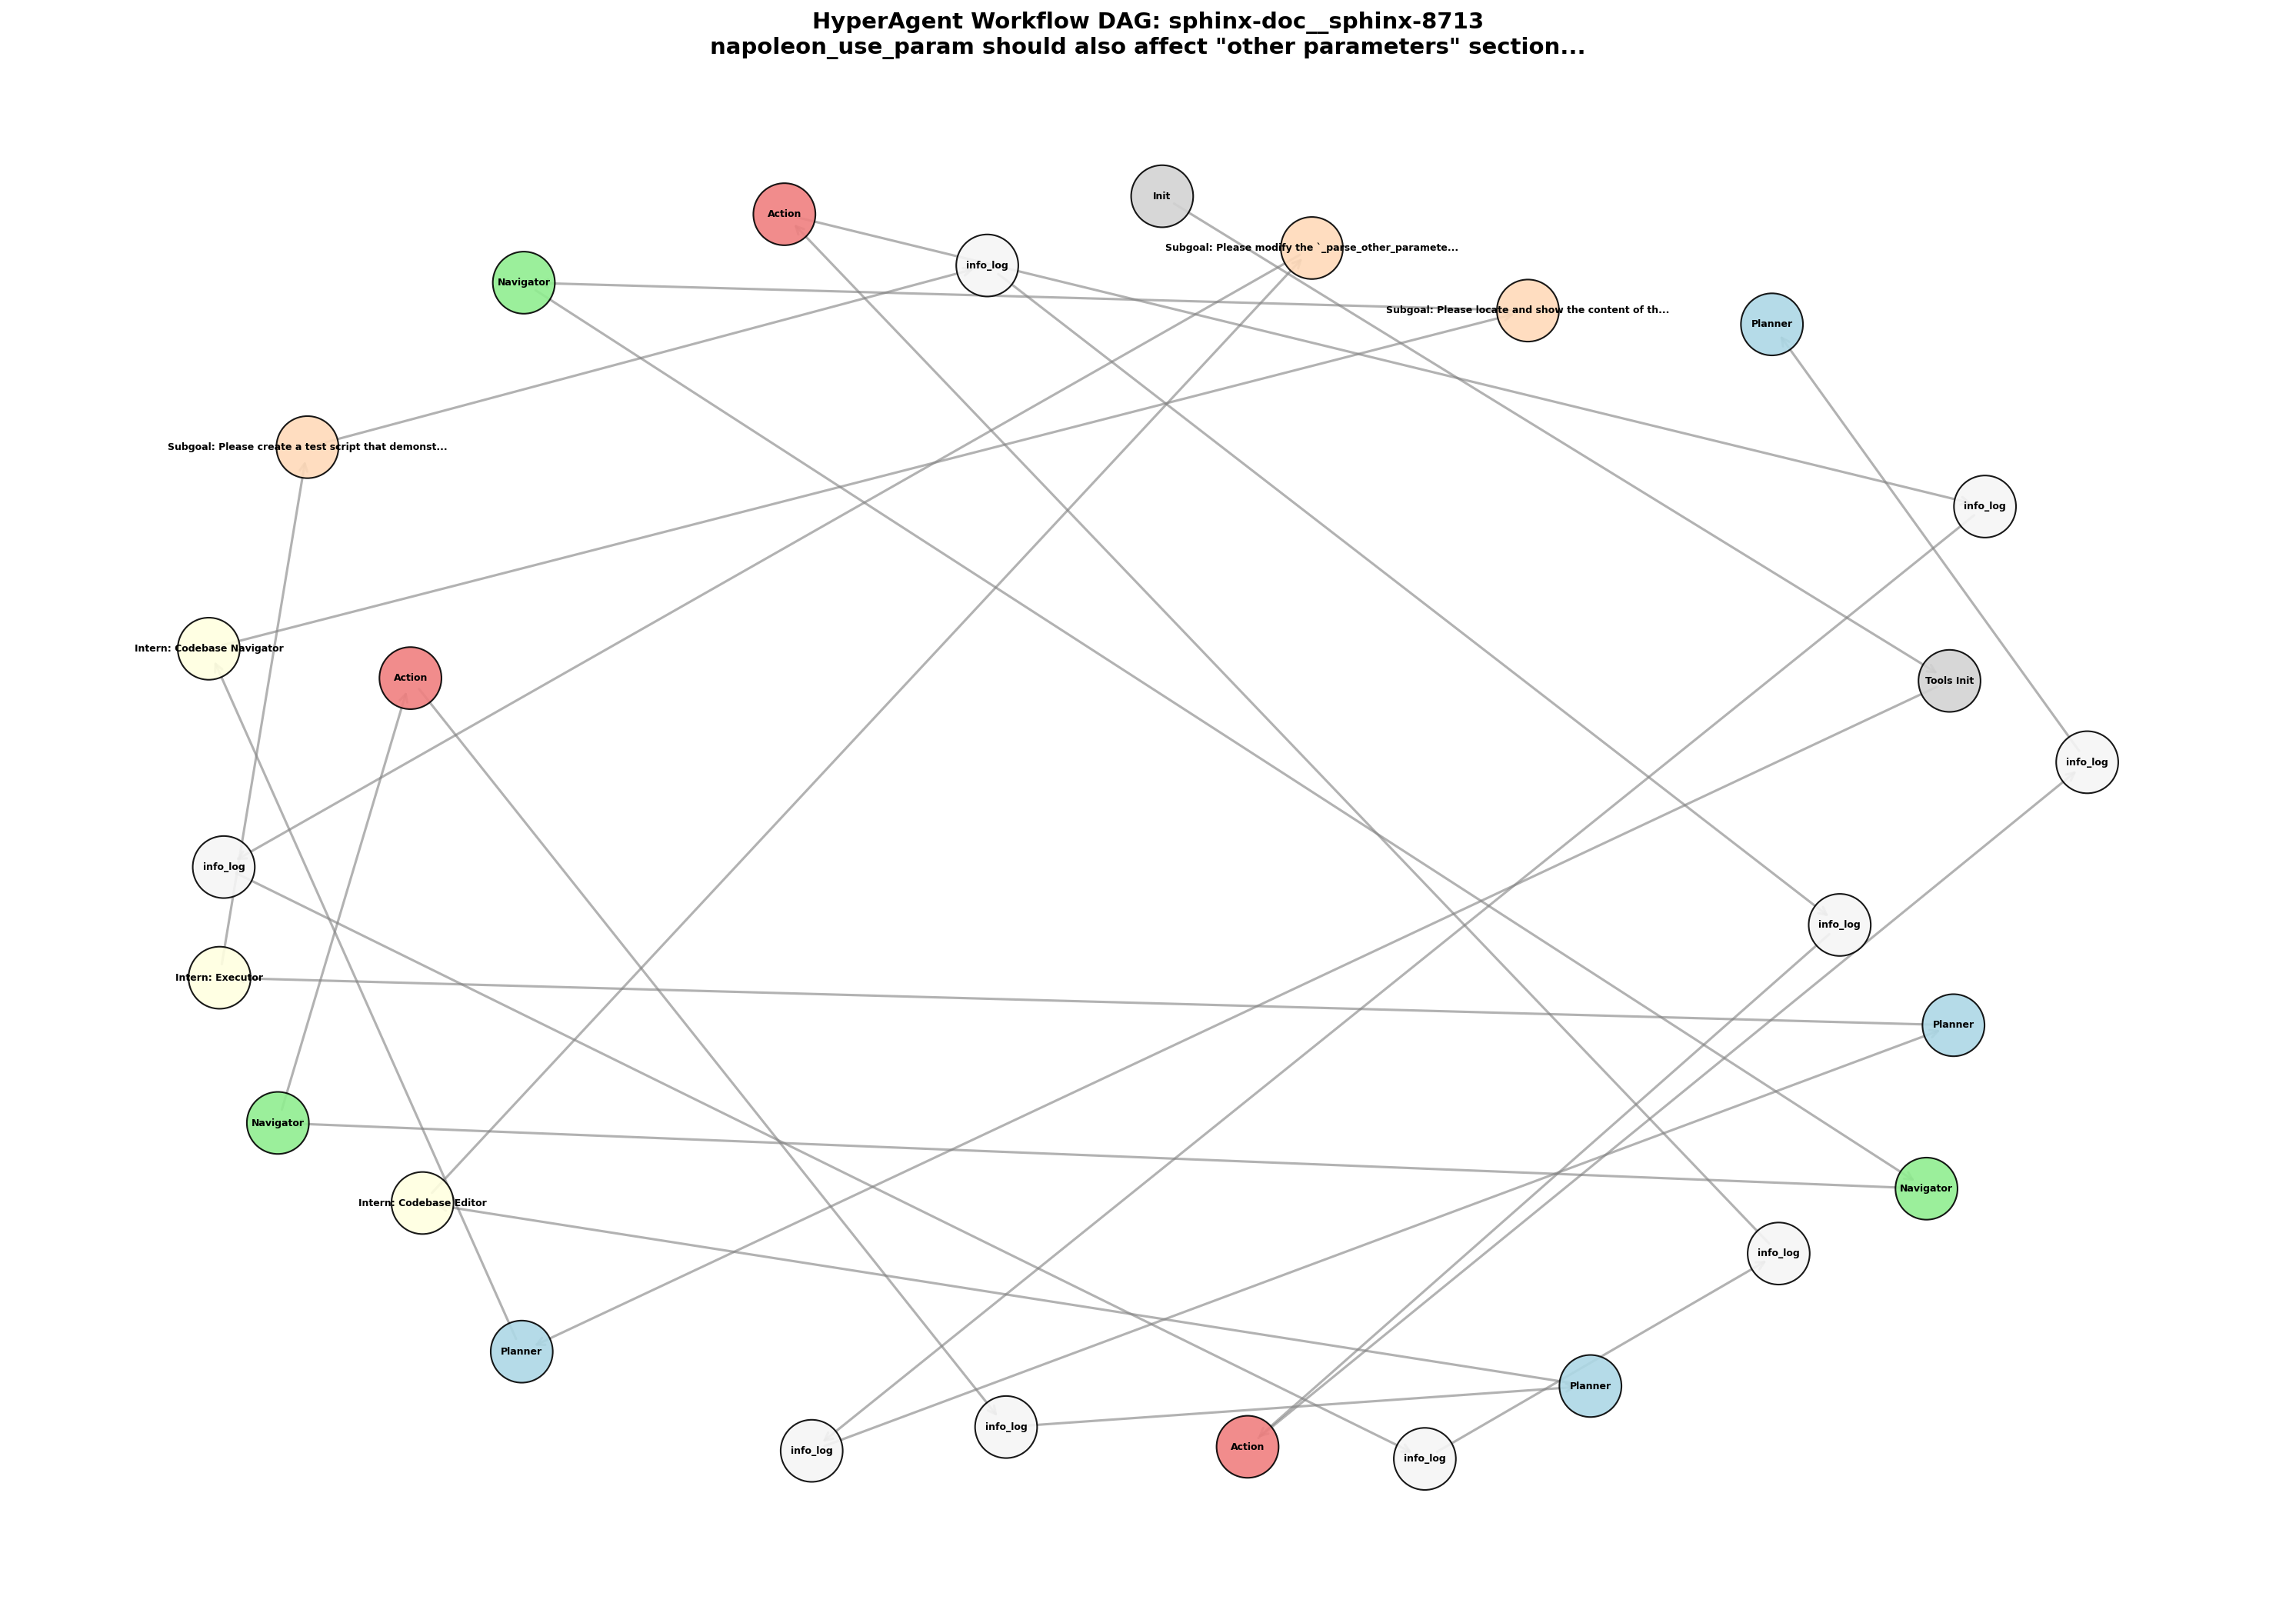 HyperAgent Workflow DAG: sphinx-doc__sphinx-8713
napoleon_use_param should also affect "other parameters" section...
Init
Action
Subgoal: Please modify the `_parse_other_paramete...
info_log
Navigator
Subgoal: Please locate and show the content of th...
Planner
Subgoal: Please create a test script that demonst...
info_log
Intern: Codebase Navigator
Action
Tools Init
info_log
info_log
info_log
Intern: Executor
Planner
Navigator
Navigator
Intern: Codebase Editor
info_log
Planner
Planner
info_log
Action
info_log
info_log